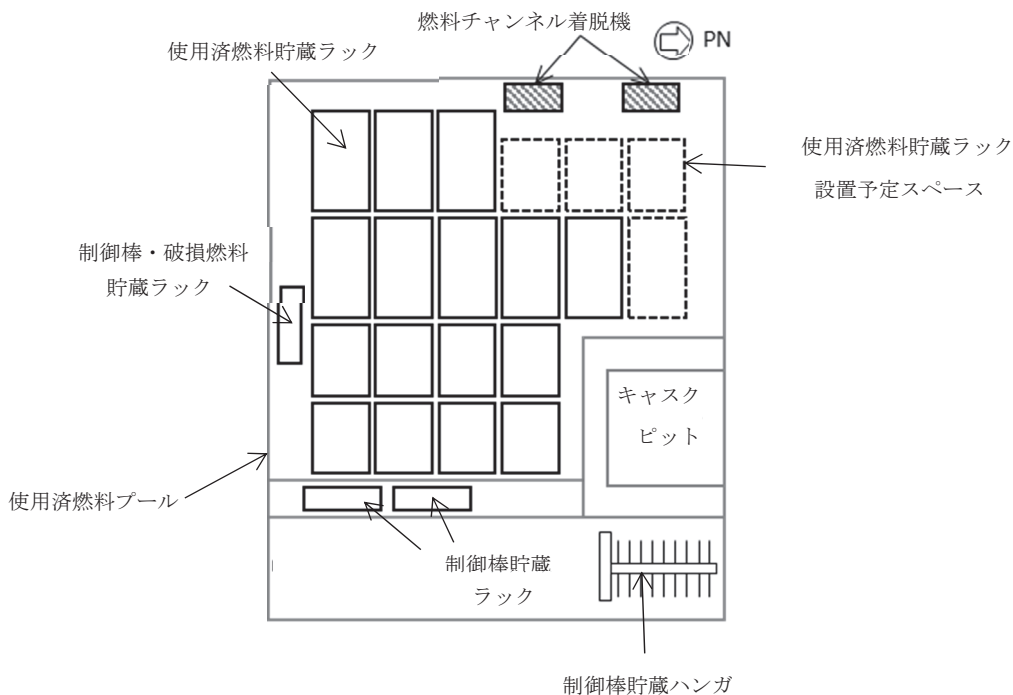 燃料チャンネル着脱機
PN
使用済燃料貯蔵ラック
使用済燃料貯蔵ラック
設置予定スペース
制御棒・破損燃料
貯蔵ラック
キャスク
ピット
使用済燃料プール
制御棒貯蔵
ラック
制御棒貯蔵ハンガ